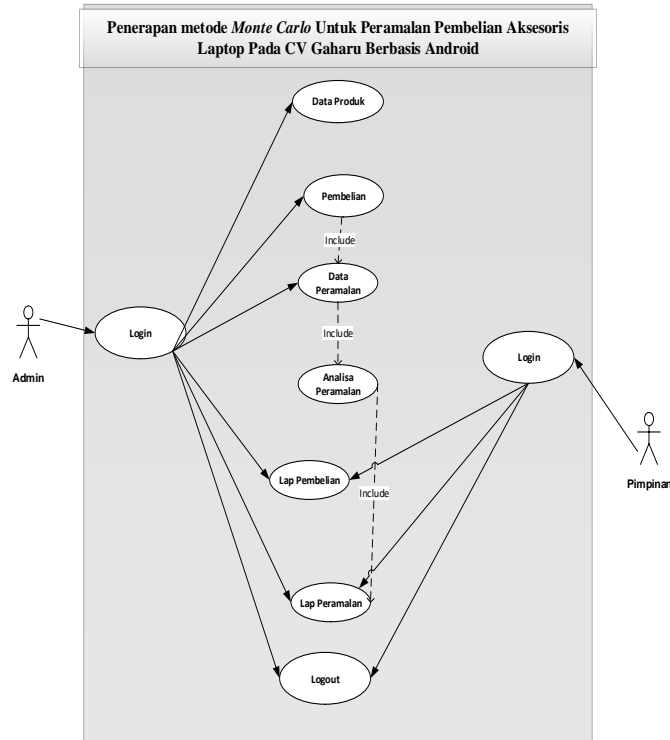 Penerapan metode Monte Carlo Untuk Peramalan Pembelian Aksesoris
Laptop Pada CV Gaharu Berbasis Android
Data Produk
Pembelian
Include
Data
Peramalan
Login
Include
Admin
Analisa
Peramalan
Login
Lap Pembelian
Include
Pimpinan
Lap Peramalan
Logout